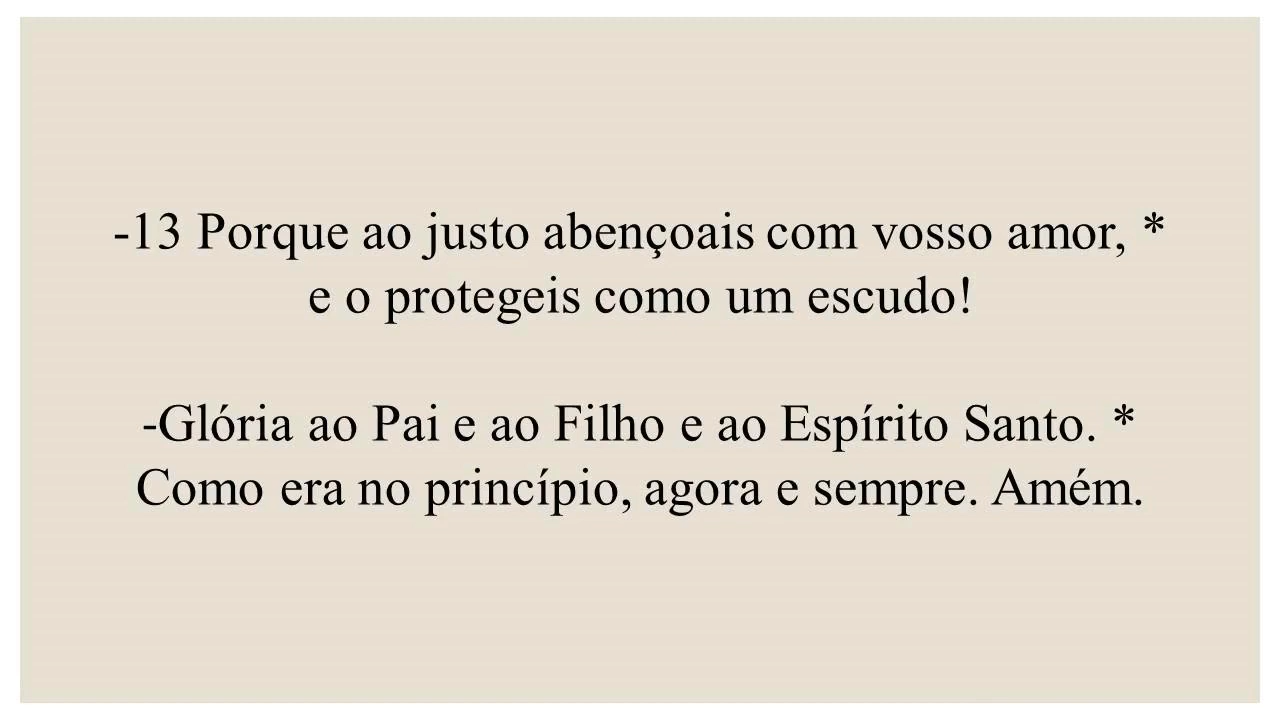 -13 Porque ao justo abençoais com vosso amor, *
e o protegeis como um escudo!
-Glória ao Pai e ao Filho e ao Espírito Santo. *
Como era no princípio, agora e sempre. Amém.